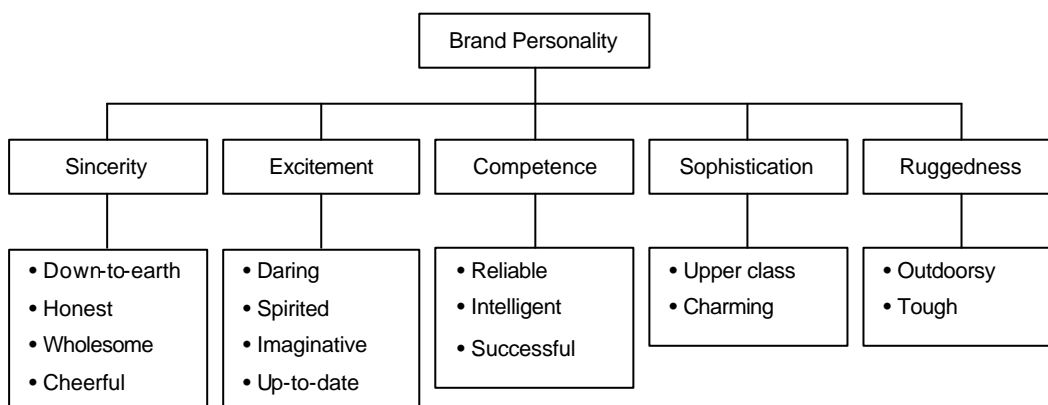 Brand Personality
Sincerity
Excitement
Competence
Sophistication
Ruggedness
• Down-to-earth
• Honest
• Wholesome
• Cheerful
• Daring
• Spirited
• Imaginative
• Up-to-date
• Reliable
• Intelligent
• Successful
• Upper class
• Charming
• Outdoorsy
• Tough